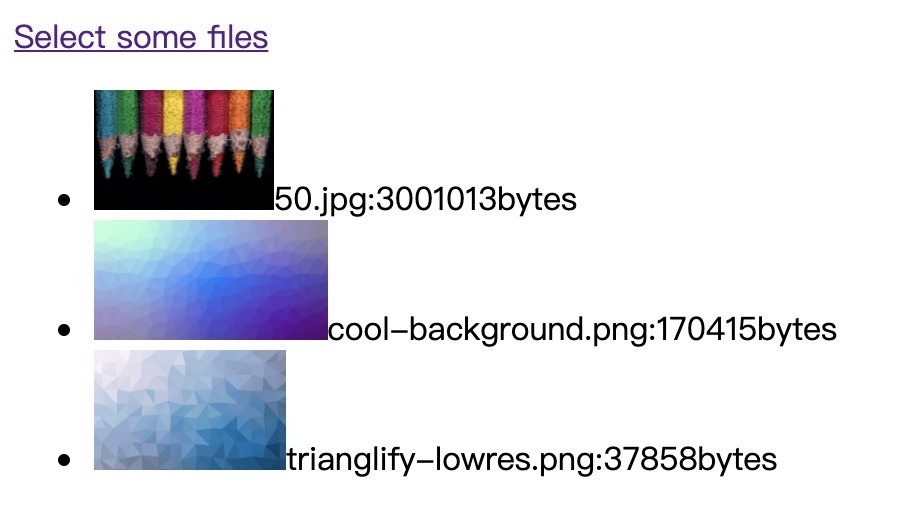 Select some files
50.jpg:3001013bytes
cool-background.png:170415bytes
trianglify-lowres.png:37858bytes